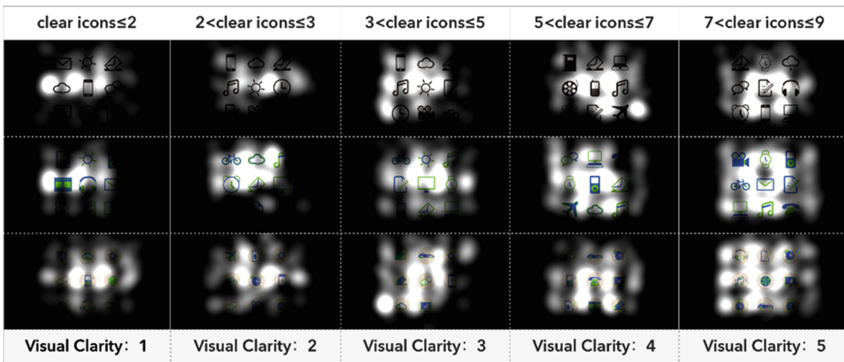 clear icons≤2 2<clear icons≤3 3<clear icons≤5 5<clear icons≤7 7<clear icons≤9
Visual Clarity: 1 Visual Clarity: 2 Visual Clarity: 3 Visual Clarity: 4 Visual Clarity: 5